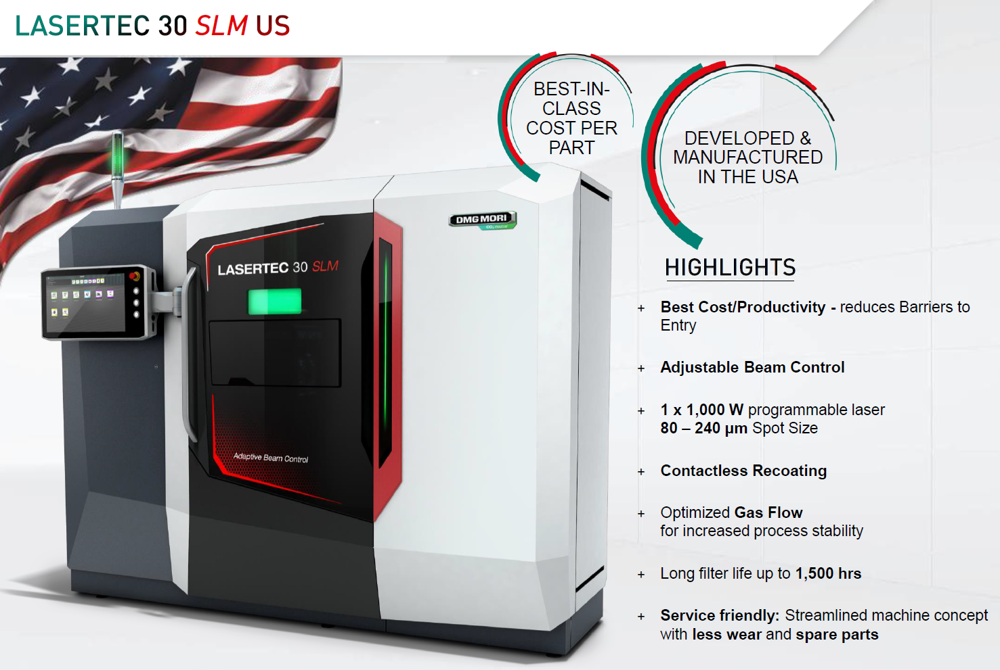 LASERTEC 30 SLM US
BEST-IN-
CLASS
COST PER
PART
DEVELOPED &
MANUFACTURED
IN THE USA
DMG MORI
CO₂ neutral
LASERTEC 30 SLM
Adaptive Beam Control
HIGHLIGHTS
+ Best Cost/Productivity - reduces Barriers to
Entry
+ Adjustable Beam Control
+ 1 x 1,000 W programmable laser
80 – 240 µm Spot Size
+ Contactless Recoating
+ Optimized Gas Flow
for increased process stability
+ Long filter life up to 1,500 hrs
+ Service friendly: Streamlined machine concept
with less wear and spare parts